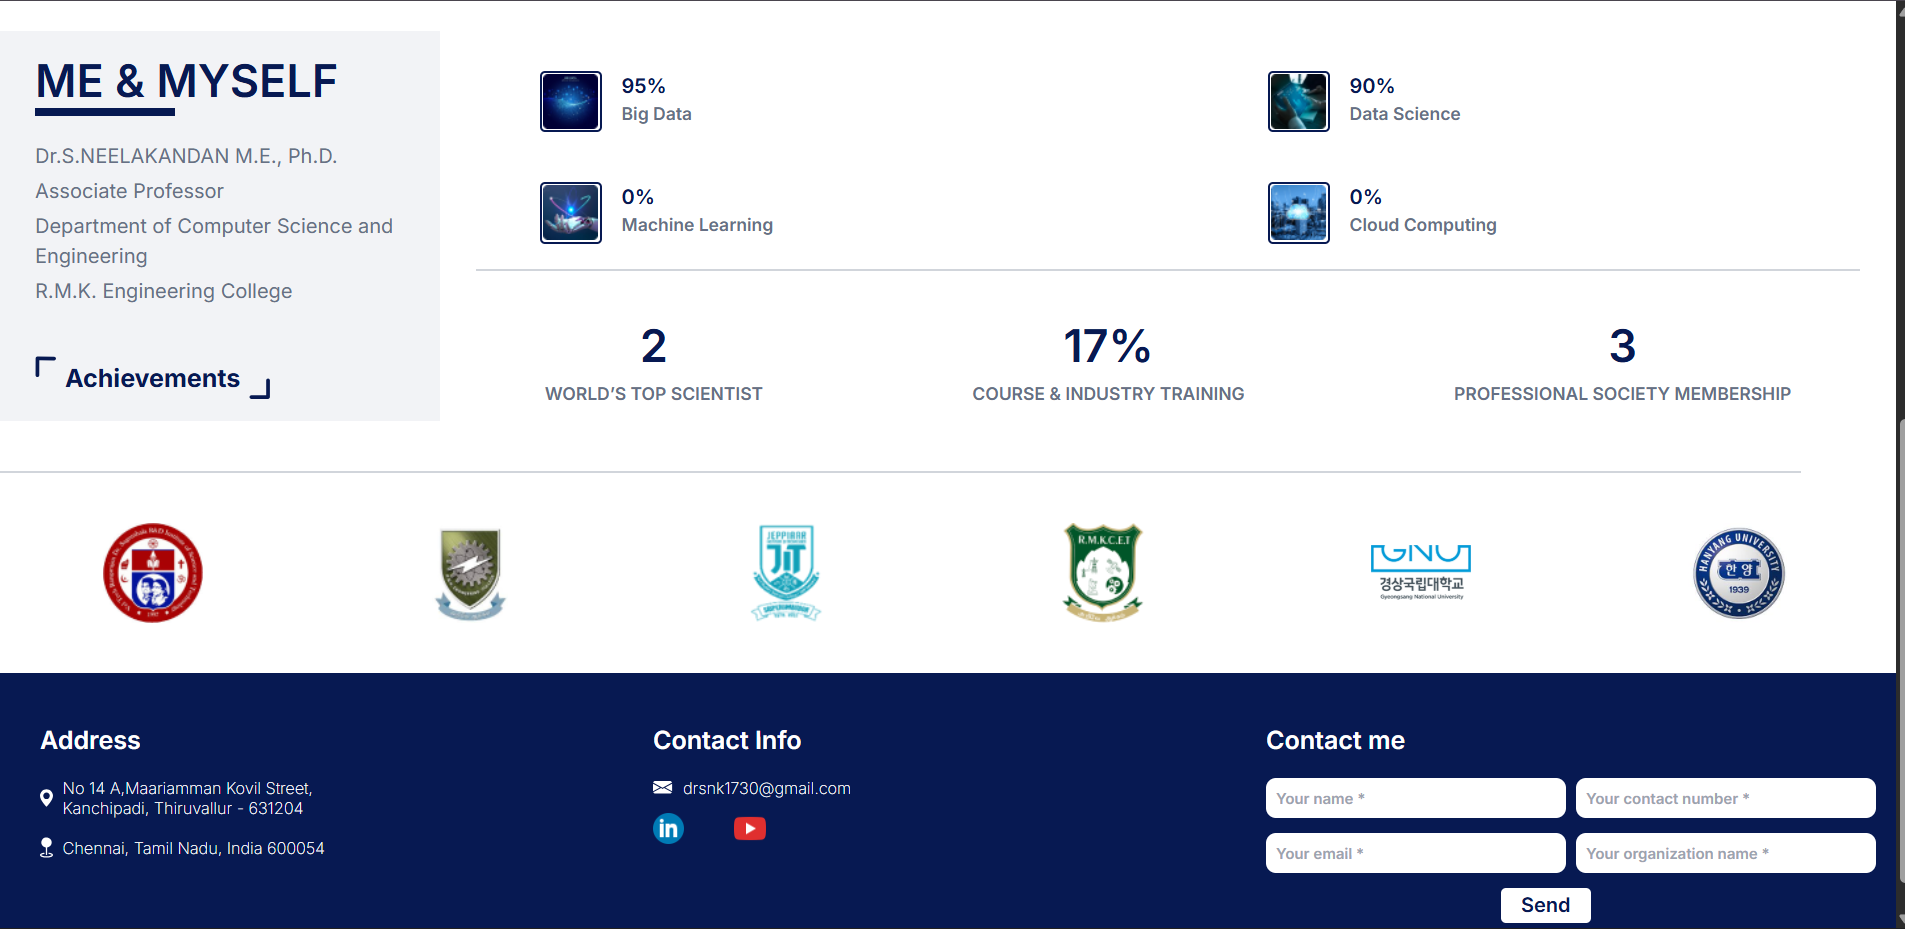 ME & MYSELF
Dr.S.NEELAKANDAN M.E., Ph.D.
Associate Professor
Department of Computer Science and
Engineering
R.M.K. Engineering College
Achievements
95%
Big Data
90%
Data Science
0%
Machine Learning
0%
Cloud Computing
2
WORLD’S TOP SCIENTIST
17%
COURSE & INDUSTRY TRAINING
3
PROFESSIONAL SOCIETY MEMBERSHIP
JEPPIAAR
JIT
R.M.K.C.E.T
GNU
경상국립대학교
Gyeongsang National University
HANYANG UNIVERSITY
한양
1939
Address
No 14 A,Maariamman Kovil Street,
Kanchipadi, Thiruvallur - 631204
Chennai, Tamil Nadu, India 600054
Contact Info
drsnk1730@gmail.com
in
Contact me
Your name *
Your contact number *
Your email *
Your organization name *
Send